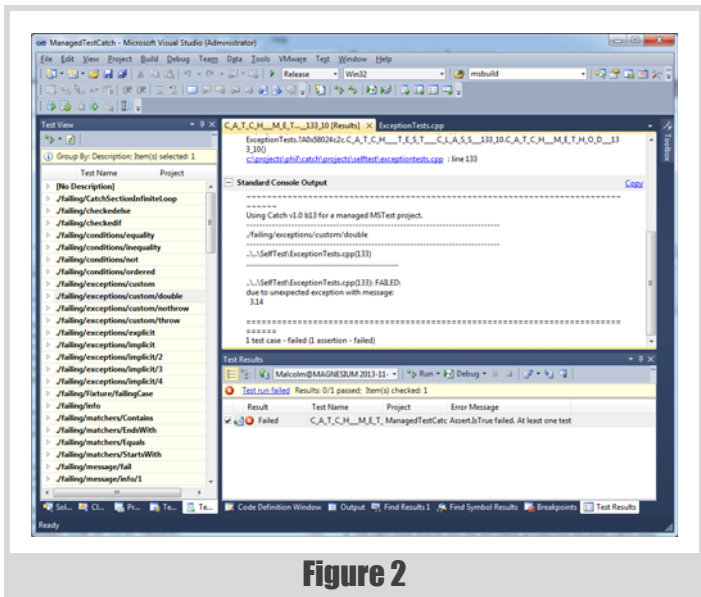 ManagedTestCatch - Microsoft Visual Studio (Administrator)
File Edit View Project Build Debug Team Data Tools VMware Test Window Help
Release Win32 msbuild
Test View
Group By: Description; Item(s) selected: 1
Test Name Project
[No Description]
./failing/CatchSectionInfiniteLoop
./failing/checkedelse
./failing/checkedif
./failing/conditions/equality
./failing/conditions/inequality
./failing/conditions/not
./failing/conditions/ordered
./failing/exceptions/custom
./failing/exceptions/custom/double
./failing/exceptions/custom/nothrow
./failing/exceptions/custom/throw
./failing/exceptions/explicit
./failing/exceptions/implicit
./failing/exceptions/implicit/2
./failing/exceptions/implicit/3
./failing/exceptions/implicit/4
./failing/Fixture/failingCase
./failing/info
./failing/matchers/Contains
./failing/matchers/EndsWith
./failing/matchers/Equals
./failing/matchers/StartsWith
./failing/message/fail
./failing/message/info/1
Sol... Cl... Pr... Te... Te...
C_A_T_C_H__M_E_T..._133_10 [Results] ExceptionTests.cpp
Toolbox
3_10()
c:\projects\phil\catch\projects\selftest\exceptiontests.cpp : line 133
Standard Console Output Copy
~~~~~~~~~~~~~~~~~~~~~~~~~~~~~~~~~~~~~~~~~~~~~~~~~~~~~~~~~~~~~~~~~~~~~~~~~
~~~~~~
Using Catch v1.0 b13 for a managed MSTest project.
-------------------------------------------------------------------------------
./failing/exceptions/custom/double
-------------------------------------------------------------------------------
..\..\SelfTest\ExceptionTests.cpp(133)
...............................................................................
..\..\SelfTest\ExceptionTests.cpp(133): FAILED:
due to unexpected exception with message:
3.14
=========================================================================
======
1 test case - failed (1 assertion - failed)
Test Results
Malcolm@MAGNESIUM 2013-11- Run Debug
Test run failed Results: 0/1 passed; Item(s) checked: 1
Result Test Name Project Error Message
Failed C_A_T_C_H__M_E_T_ ManagedTestCatc Assert.IsTrue failed. At least one test
Code Definition Window Output Find Results 1 Find Symbol Results Breakpoints Test Results
Ready
Figure 2